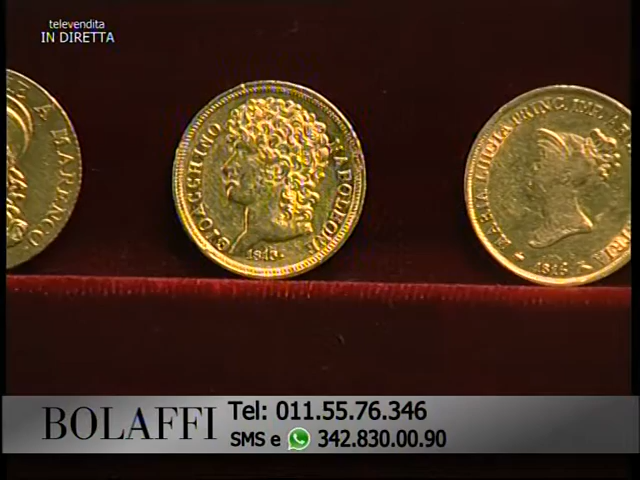 televendita
IN DIRETTA
GIOACCHINO NAPOLEONE
1813
MARIA LUIGIA PRINC. IMP.
1815
BOLAFFI
Tel: 011.55.76.346
SMS e 342.830.00.90